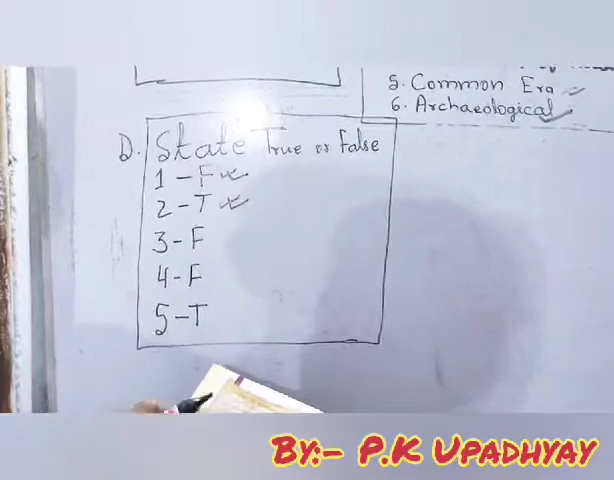 5. Common Era
6. Archaeological
D. State True or False
1 - F
2 - T
3 - F
4 - F
5 - T
By:- P.K Upadhyay